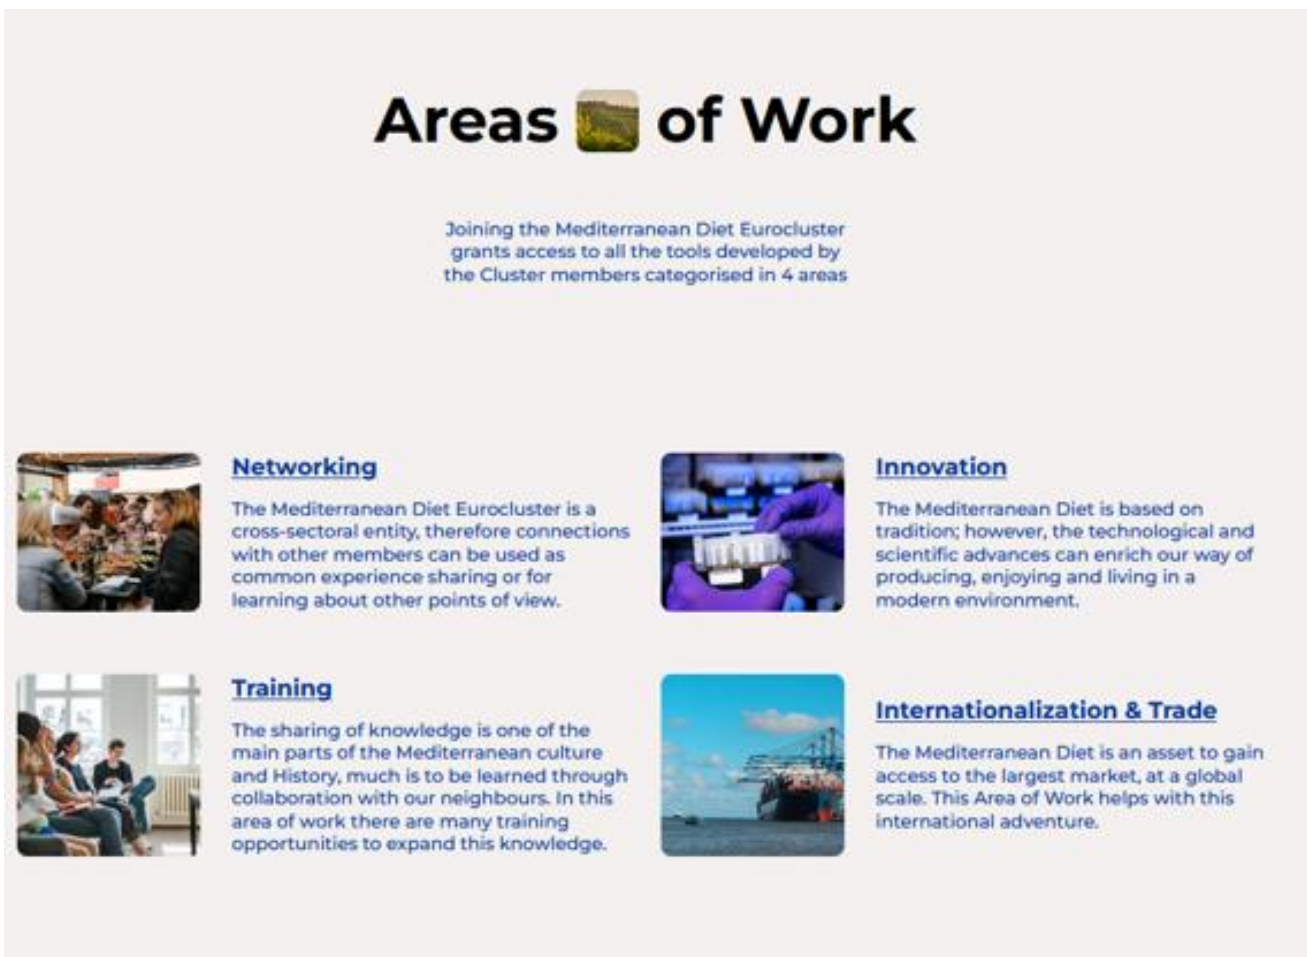 Areas of Work
Joining the Mediterranean Diet Eurocluster
grants access to all the tools developed by
the Cluster members categorised in 4 areas
Networking
The Mediterranean Diet Eurocluster is a
cross-sectoral entity, therefore connections
with other members can be used as
common experience sharing or for
learning about other points of view.
Innovation
The Mediterranean Diet is based on
tradition; however, the technological and
scientific advances can enrich our way of
producing, enjoying and living in a
modern environment.
Training
The sharing of knowledge is one of the
main parts of the Mediterranean culture
and History, much is to be learned through
collaboration with our neighbours. In this
area of work there are many training
opportunities to expand this knowledge.
Internationalization & Trade
The Mediterranean Diet is an asset to gain
access to the largest market, at a global
scale. This Area of Work helps with this
international adventure.